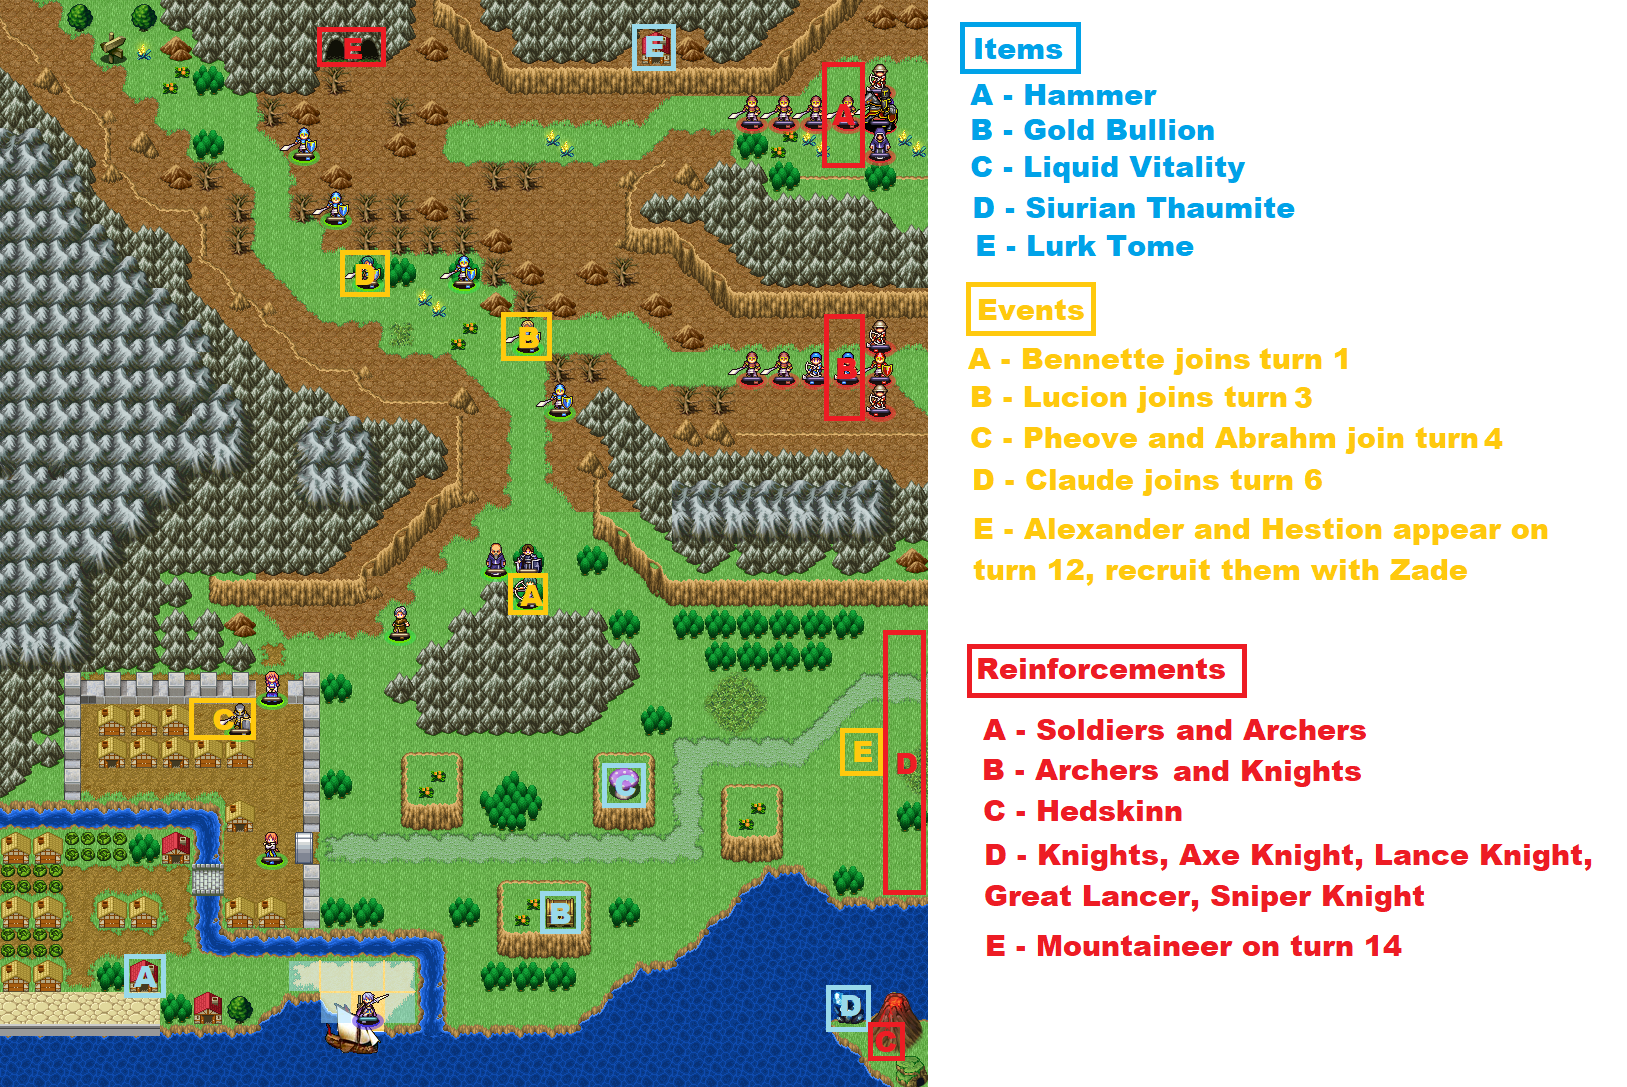 E
E
A
D
B
B
A
C
E
D
C
B
A
D
C
Items
A - Hammer
B - Gold Bullion
C - Liquid Vitality
D - Siurian Thaumite
E - Lurk Tome
Events
A - Bennette joins turn 1
B - Lucion joins turn 3
C - Pheove and Abrahm join turn 4
D - Claude joins turn 6
E - Alexander and Hestion appear on
turn 12, recruit them with Zade
Reinforcements
A - Soldiers and Archers
B - Archers and Knights
C - Hedskinn
D - Knights, Axe Knight, Lance Knight,
Great Lancer, Sniper Knight
E - Mountaineer on turn 14